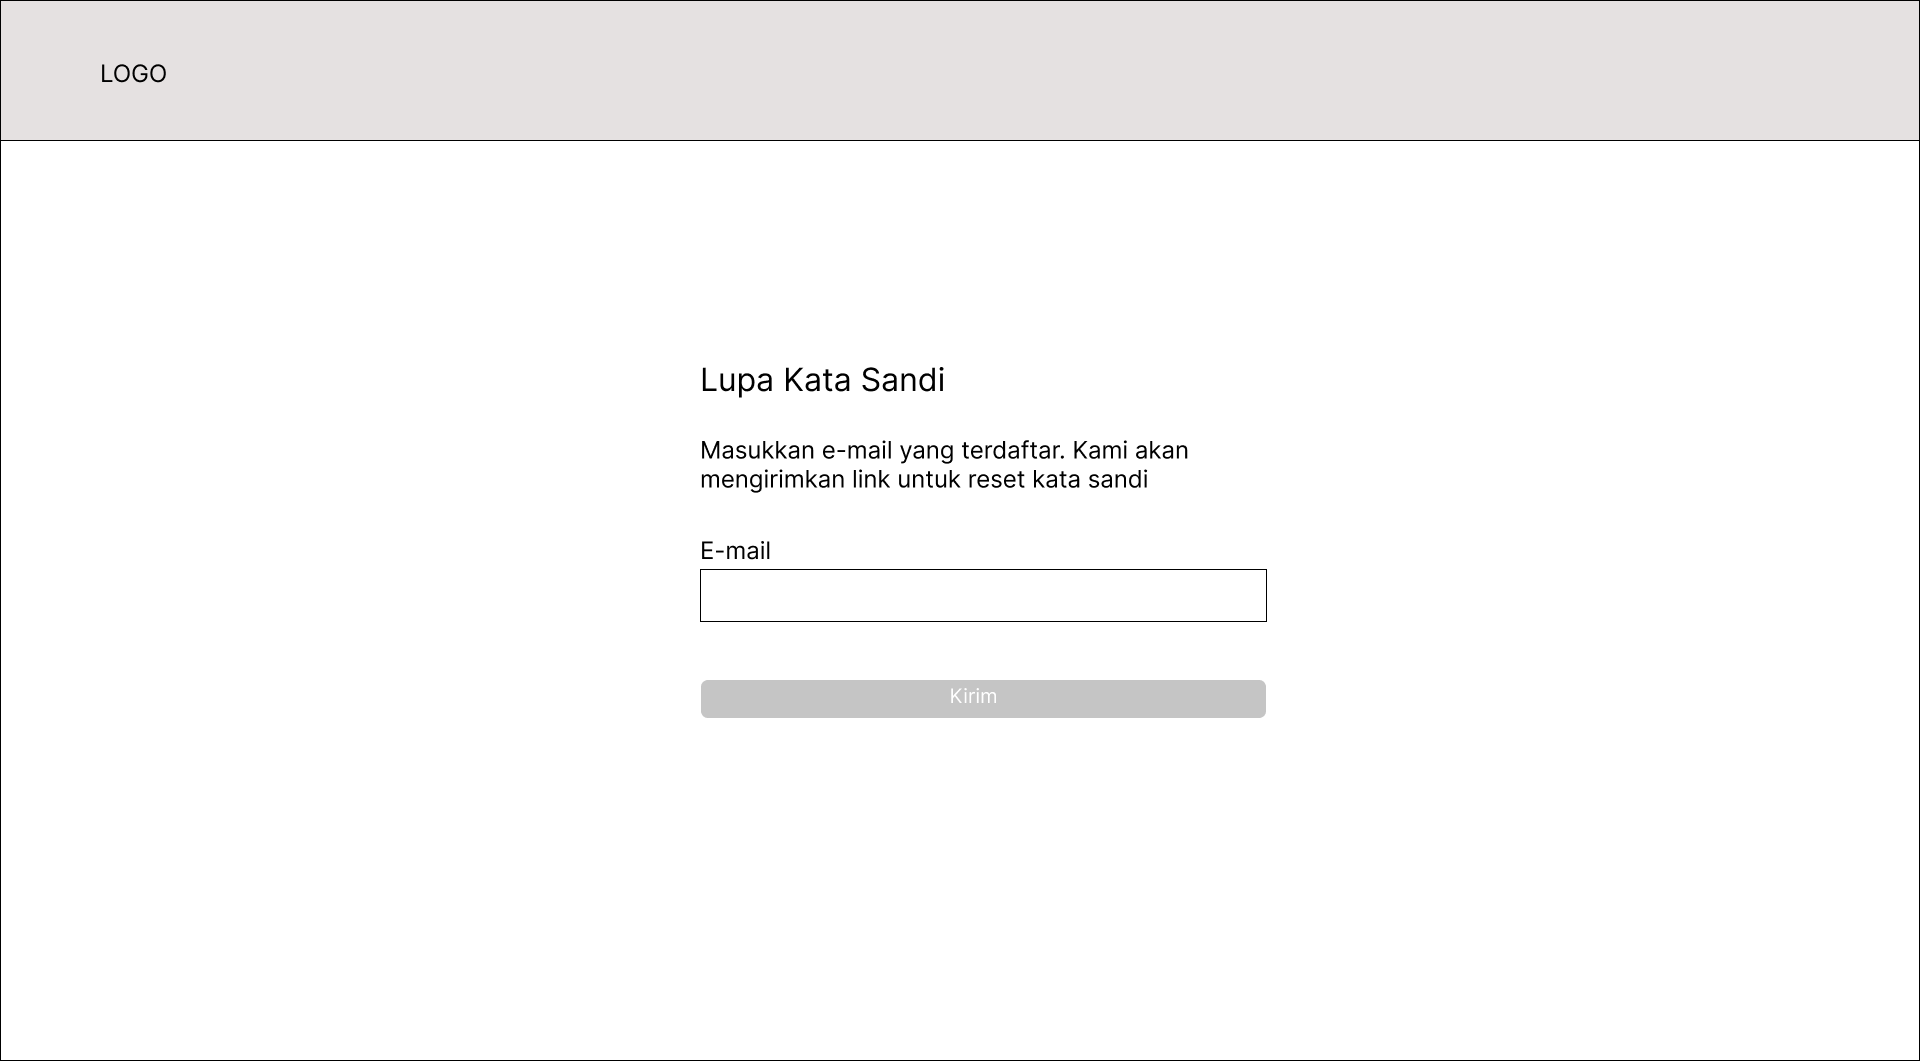 LOGO
Lupa Kata Sandi
Masukkan e-mail yang terdaftar. Kami akan
mengirimkan link untuk reset kata sandi
E-mail
Kirim